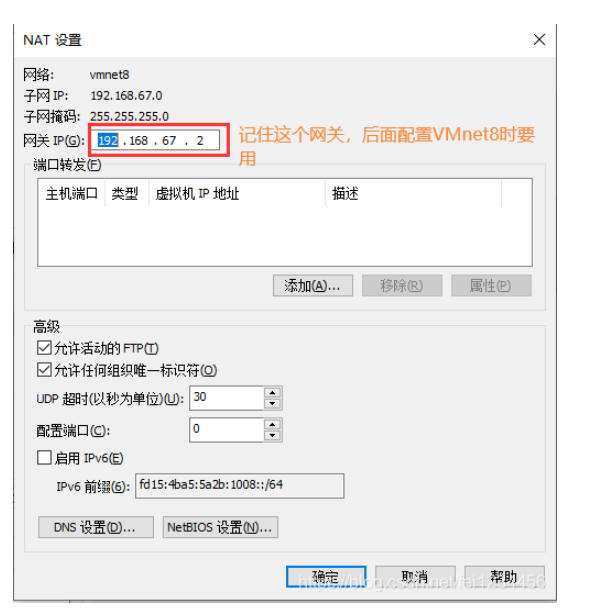 NAT 设置
网络: vmnet8
子网 IP: 192.168.67.0
子网掩码: 255.255.255.0
网关 IP(G): 192 . 168 . 67 . 2
记住这个网关，后面配置VMnet8时要
用
端口转发(F)
主机端口 类型 虚拟机 IP 地址 描述
添加(A)... 移除(R) 属性(P)
高级
允许活动的 FTP(T)
允许任何组织唯一标识符(O)
UDP 超时(以秒为单位)(U): 30
配置端口(C): 0
启用 IPv6(E)
IPv6 前缀(6): fd15:4ba5:5a2b:1008::/64
DNS 设置(D)... NetBIOS 设置(N)...
确定 取消 帮助